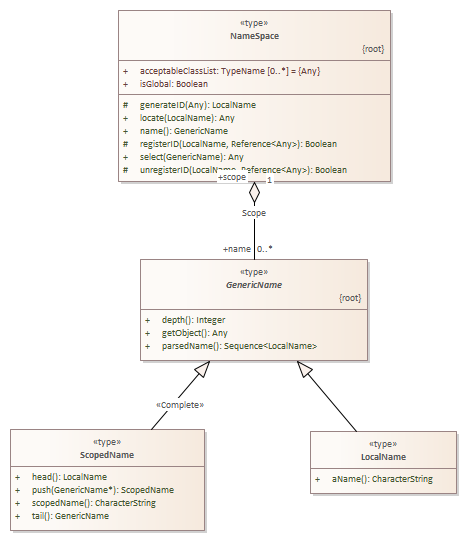 «type»
NameSpace
{root}
+ acceptableClassList: TypeName [0..*] = {Any}
+ isGlobal: Boolean
# generateID(Any): LocalName
+ locate(LocalName): Any
+ name(): GenericName
# registerID(LocalName, Reference<Any>): Boolean
+ select(GenericName): Any
# unregisterID(LocalName, Reference<Any>): Boolean
+scope 1
Scope
+name 0..*
«type»
GenericName
{root}
+ depth(): Integer
+ getObject(): Any
+ parsedName(): Sequence<LocalName>
«Complete»
«type»
ScopedName
+ head(): LocalName
+ push(GenericName*): ScopedName
+ scopedName(): CharacterString
+ tail(): GenericName
«type»
LocalName
+ aName(): CharacterString